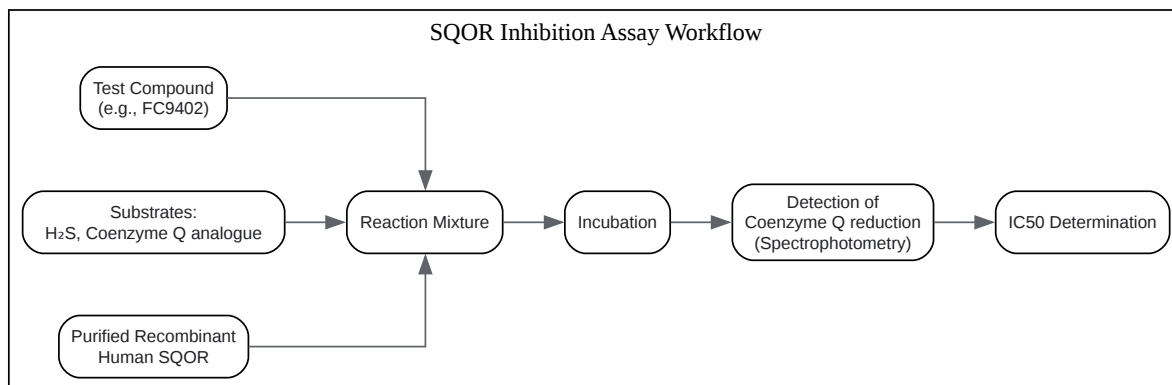 SQOR Inhibition Assay Workflow
Test Compound
(e.g., FC9402)
Substrates:
H₂S, Coenzyme Q analogue
Purified Recombinant
Human SQOR
Reaction Mixture
Incubation
Detection of
Coenzyme Q reduction
(Spectrophotometry)
IC50 Determination